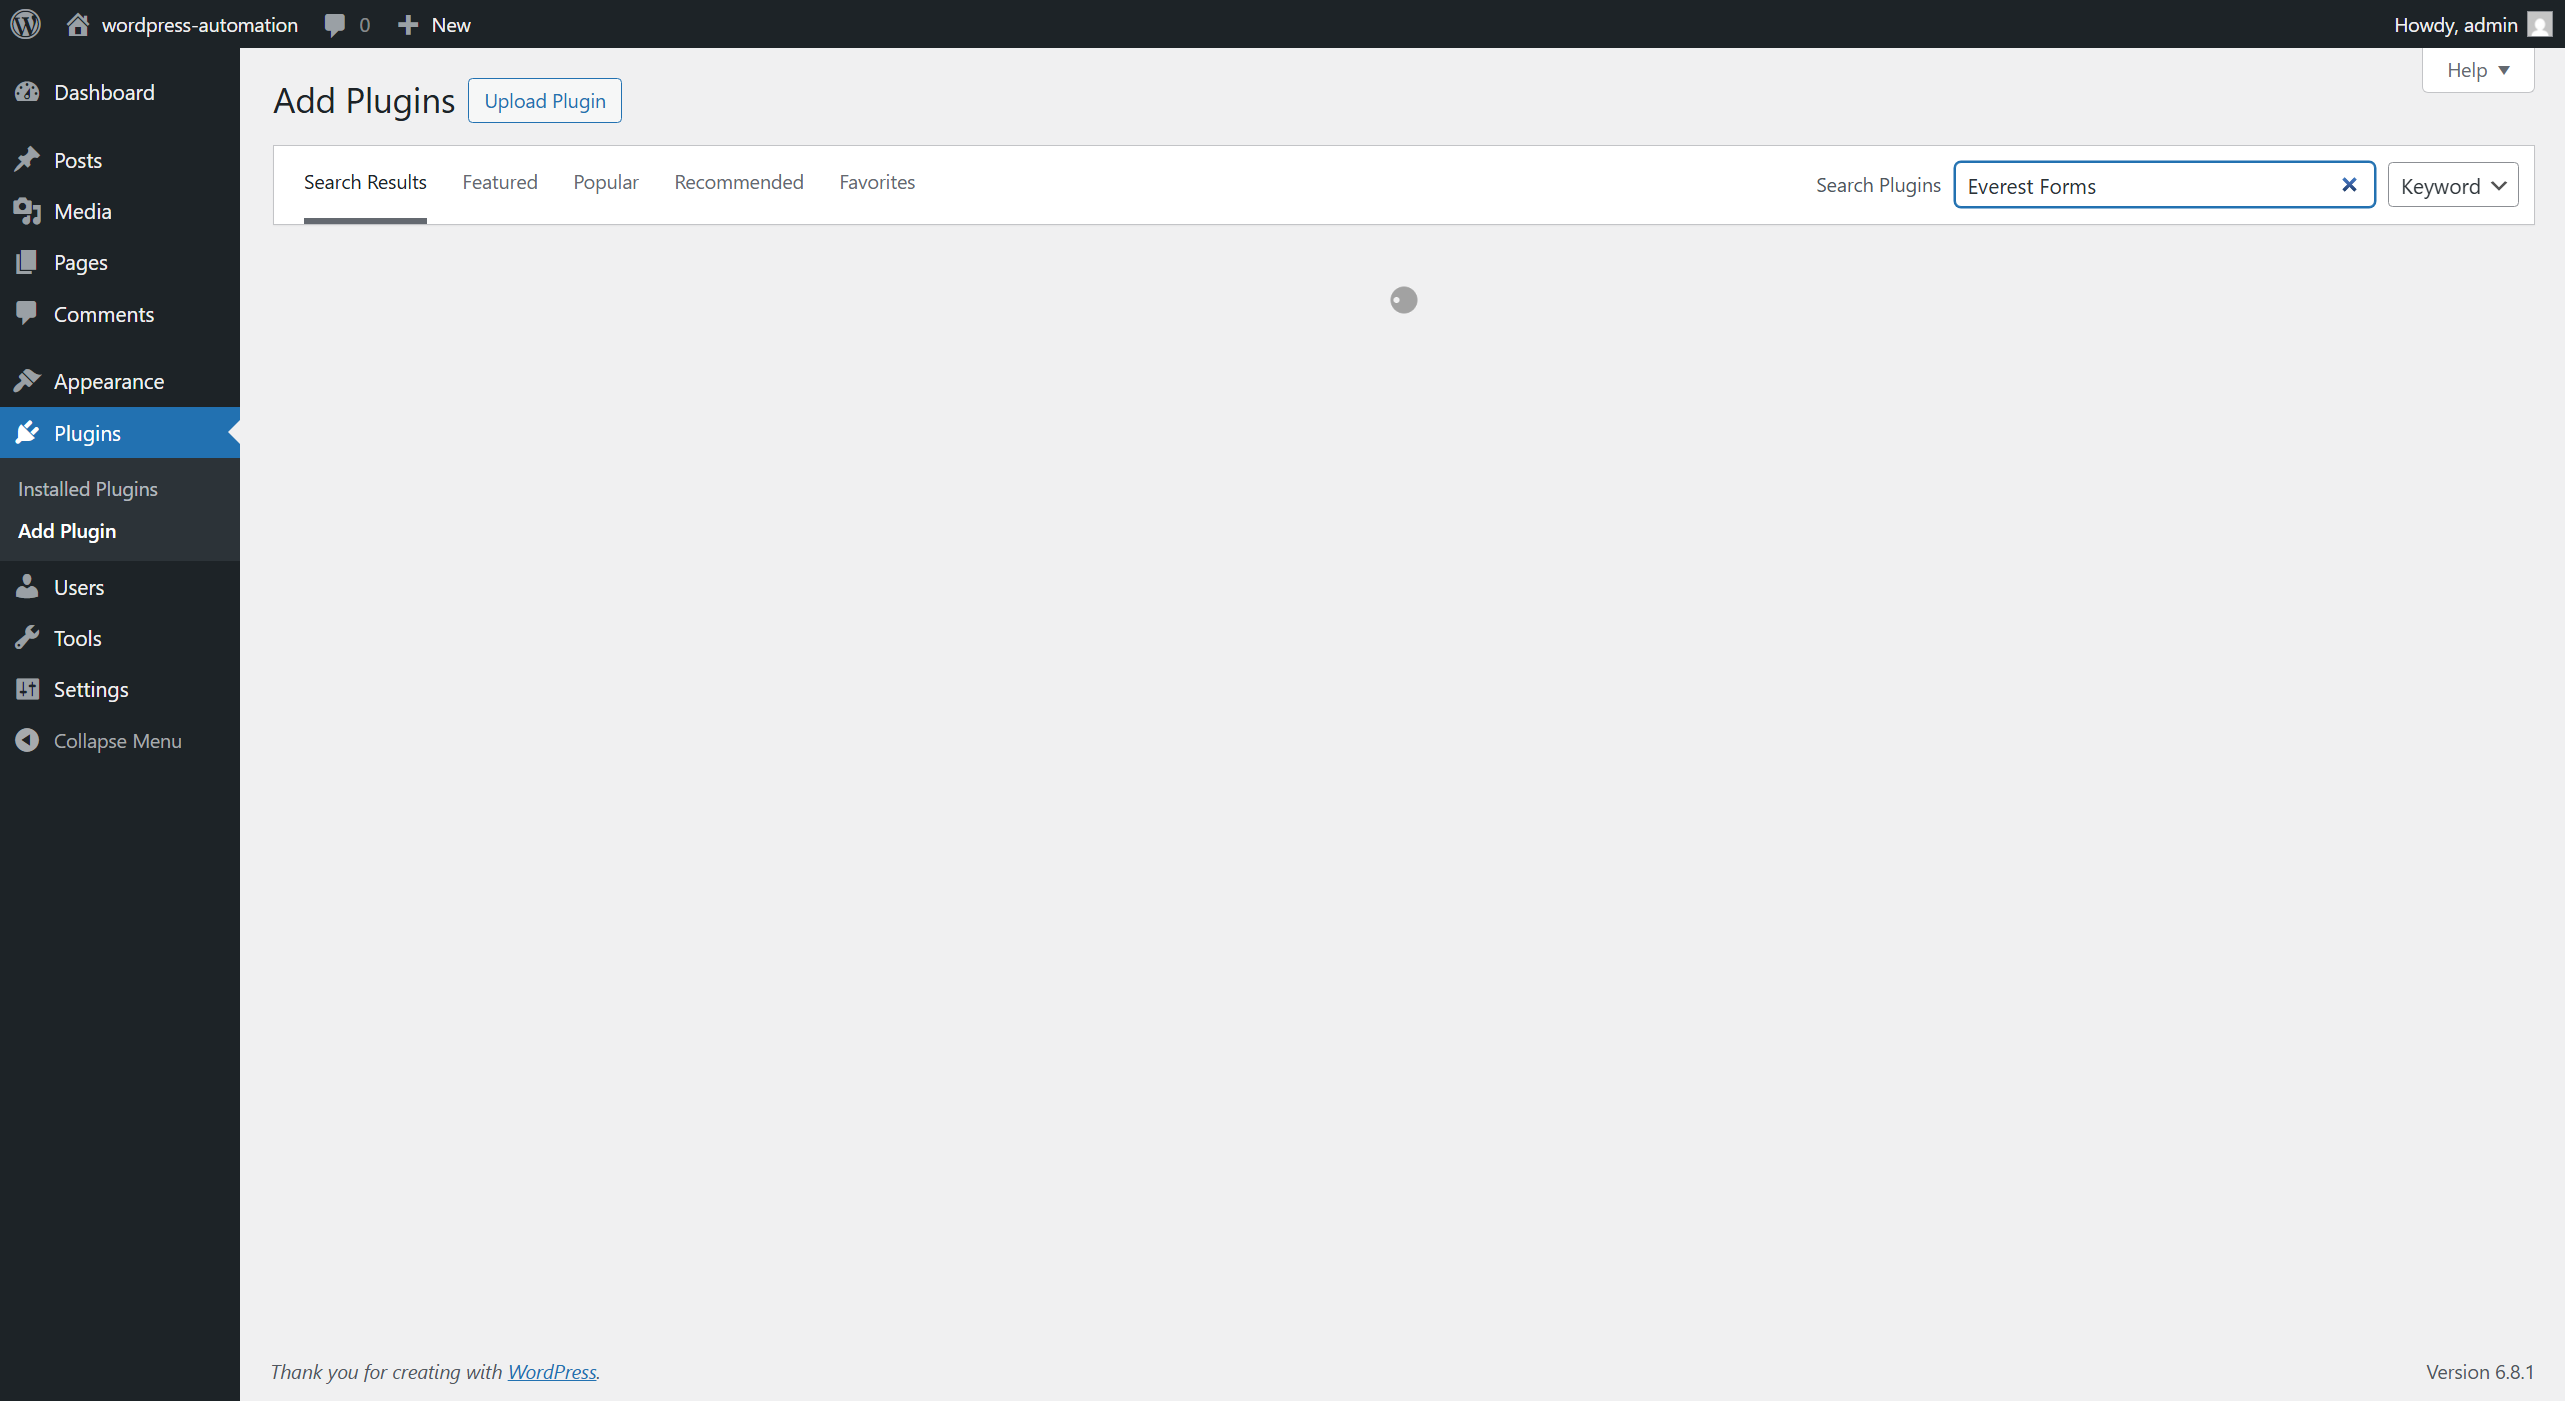 wordpress-automation
0
New
Howdy, admin
Dashboard
Posts
Media
Pages
Comments
Appearance
Plugins
Installed Plugins
Add Plugin
Users
Tools
Settings
Collapse Menu
Help
Add Plugins
Upload Plugin
Search Results
Featured
Popular
Recommended
Favorites
Search Plugins
Everest Forms
Keyword
Thank you for creating with WordPress.
Version 6.8.1